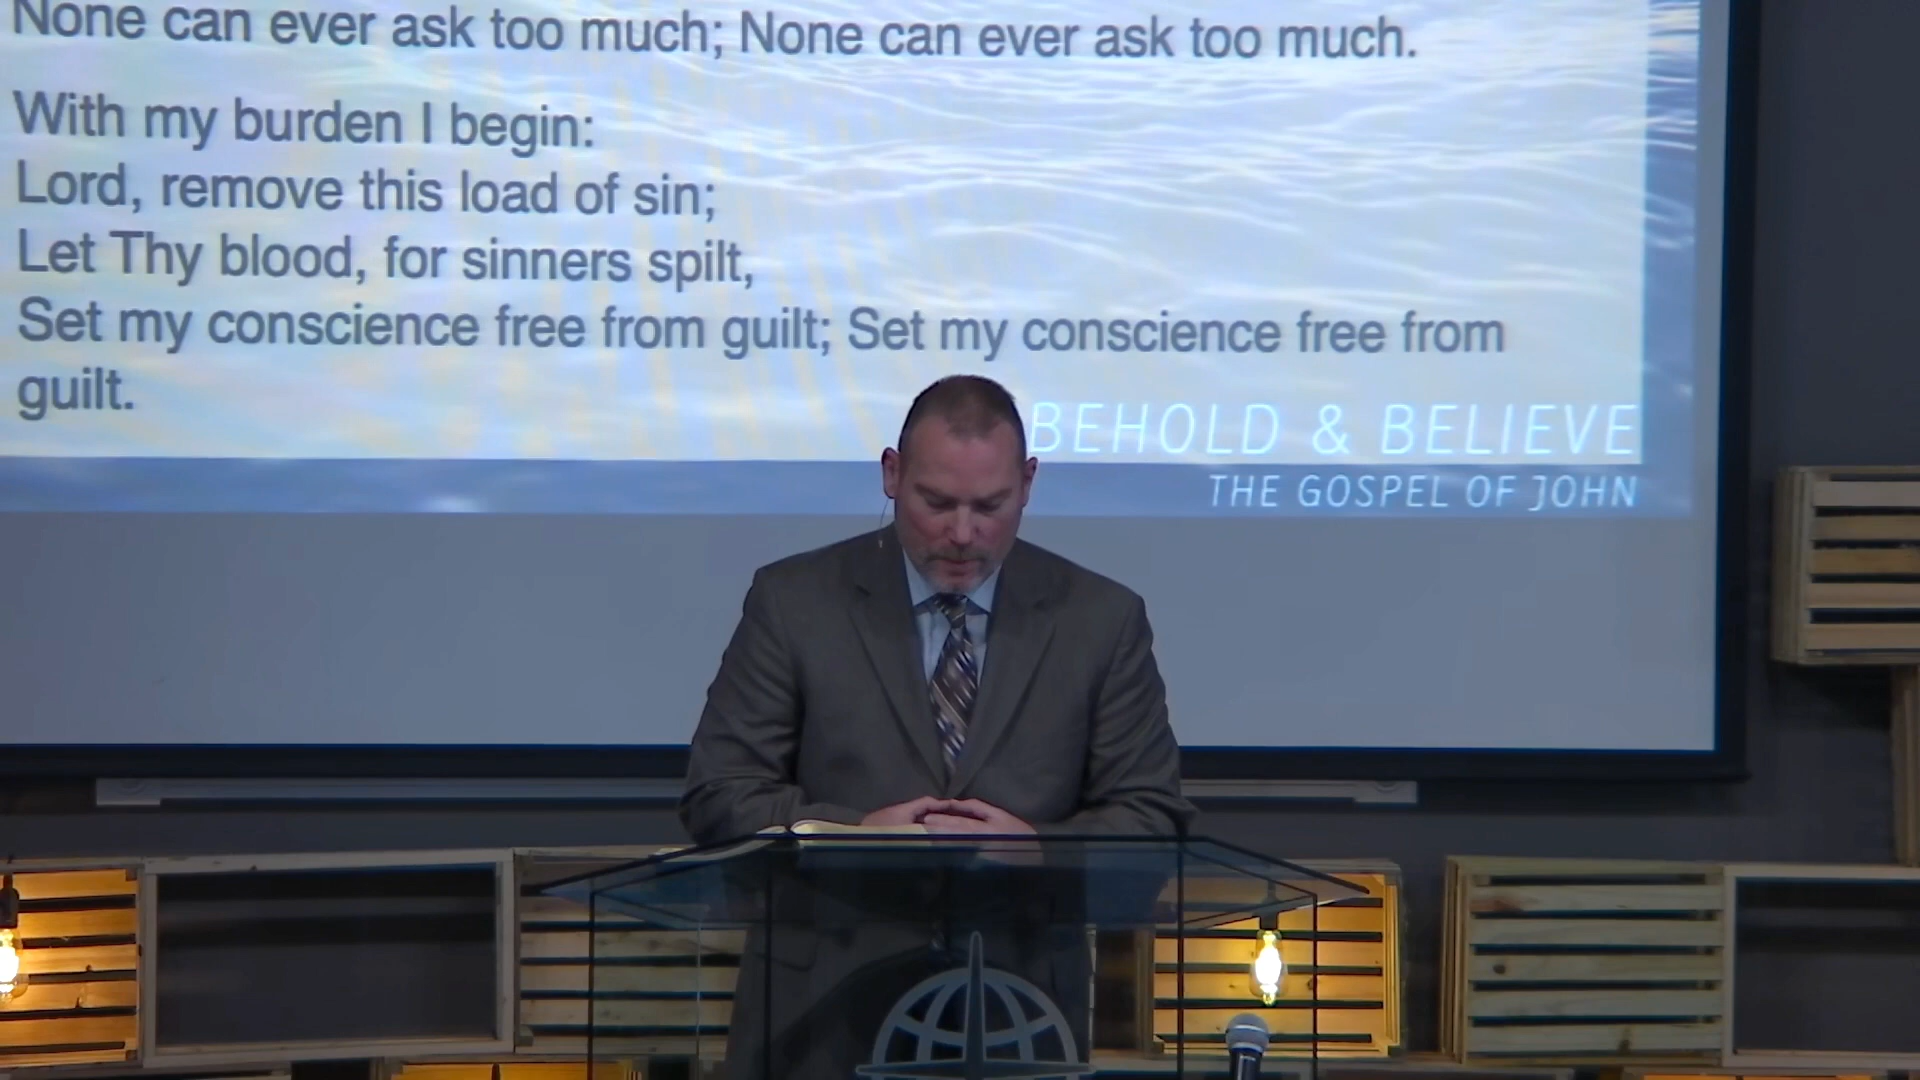 None can ever ask too much; None can ever ask too much.
With my burden I begin:
Lord, remove this load of sin;
Let Thy blood, for sinners spilt,
Set my conscience free from guilt; Set my conscience free from
guilt.
BEHOLD & BELIEVE
THE GOSPEL OF JOHN